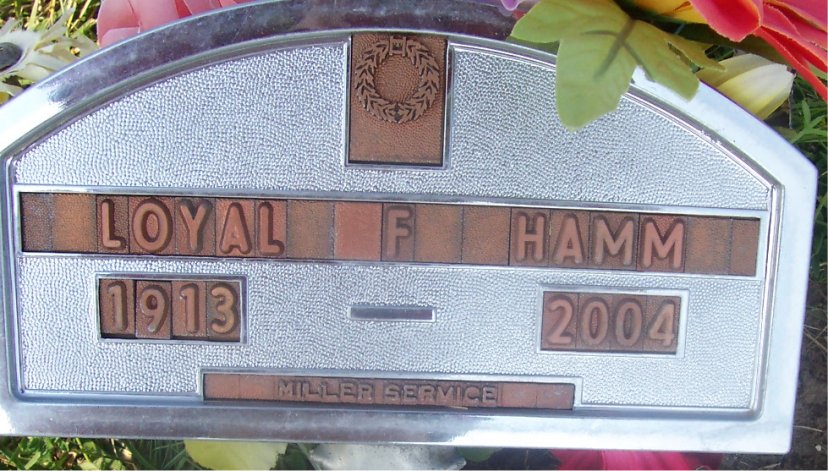 LOYAL F HAMM
1913 — 2004
MILLER SERVICE